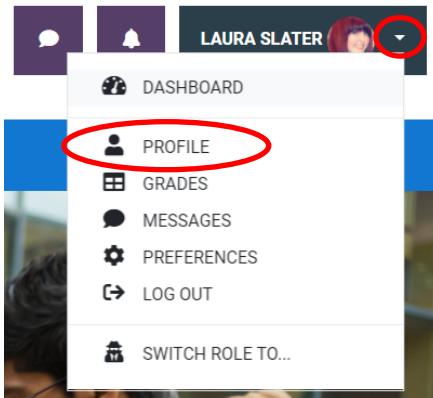 LAURA SLATER
DASHBOARD
PROFILE
GRADES
MESSAGES
PREFERENCES
LOG OUT
SWITCH ROLE TO...